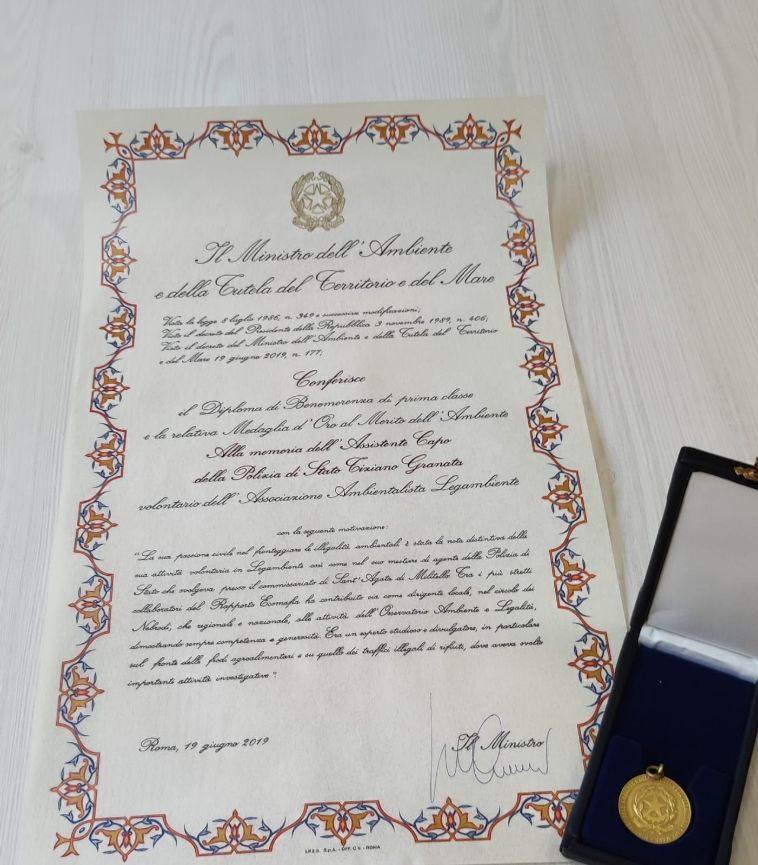 Il Ministro dell'Ambiente
e della Tutela del Territorio e del Mare
Vista la legge 8 luglio 1986, n. 349 e successive modificazioni;
Visto il decreto del Presidente della Repubblica 3 novembre 1989, n. 406;
Visto il decreto del Ministro dell'Ambiente e della Tutela del Territorio
e del Mare 19 giugno 2019, n. 177;
Conferisce
il Diploma di Benemerenza di prima classe
e la relativa Medaglia d'Oro al Merito dell'Ambiente
Alla memoria dell'Assistente Capo
della Polizia di Stato Tiziano Granata
volontario dell'Associazione Ambientalista Legambiente
con la seguente motivazione:
"La sua passione civile nel fronteggiare le illegalità ambientali è stata la nota distintiva della
sua attività volontaria in Legambiente così come nel suo mestiere di agente della Polizia di
Stato che svolgeva presso il commissariato di Sant'Agata di Militello. Tra i più stretti
collaboratori del Rapporto Ecomafia ha contribuito sia come dirigente locale, nel circolo dei
Nebrodi, che regionale e nazionale, alle attività dell'Osservatorio Ambiente e Legalità,
dimostrando sempre competenza e generosità. Era un esperto studioso e divulgatore, in particolare
sul fronte delle frodi agroalimentari e su quello dei traffici illegali di rifiuti, dove aveva svolto
importanti attività investigative".
Roma, 19 giugno 2019
Il Ministro
I.P.Z.S. S.p.A. - OFF. C.V. - ROMA